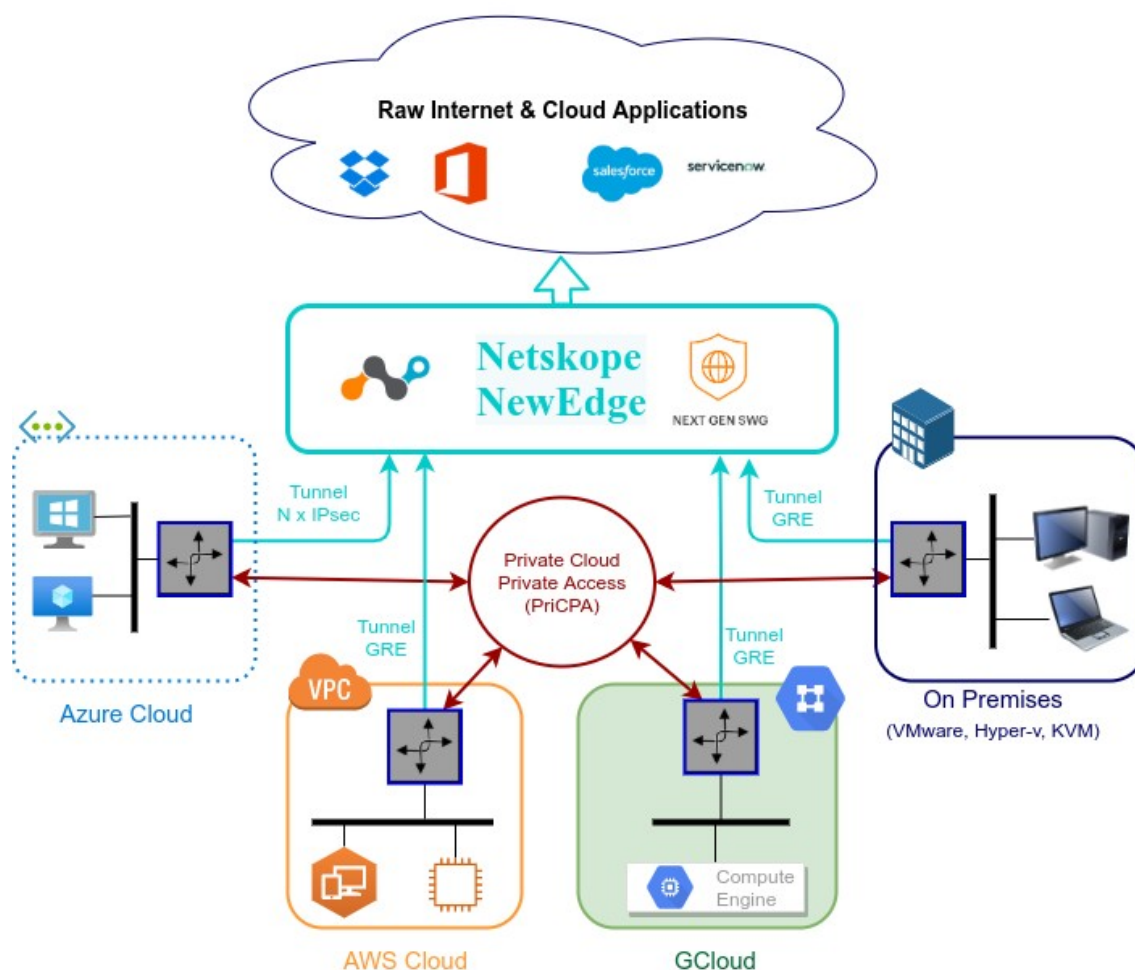 Raw Internet & Cloud Applications
salesforce
servicenow
Netskope
NewEdge
NEXT GEN SWG
Tunnel
N x IPsec
Tunnel
GRE
Private Cloud
Private Access
(PriCPA)
Tunnel
GRE
Tunnel
GRE
Azure Cloud
VPC
On Premises
(VMware, Hyper-v, KVM)
Compute
Engine
AWS Cloud
GCloud